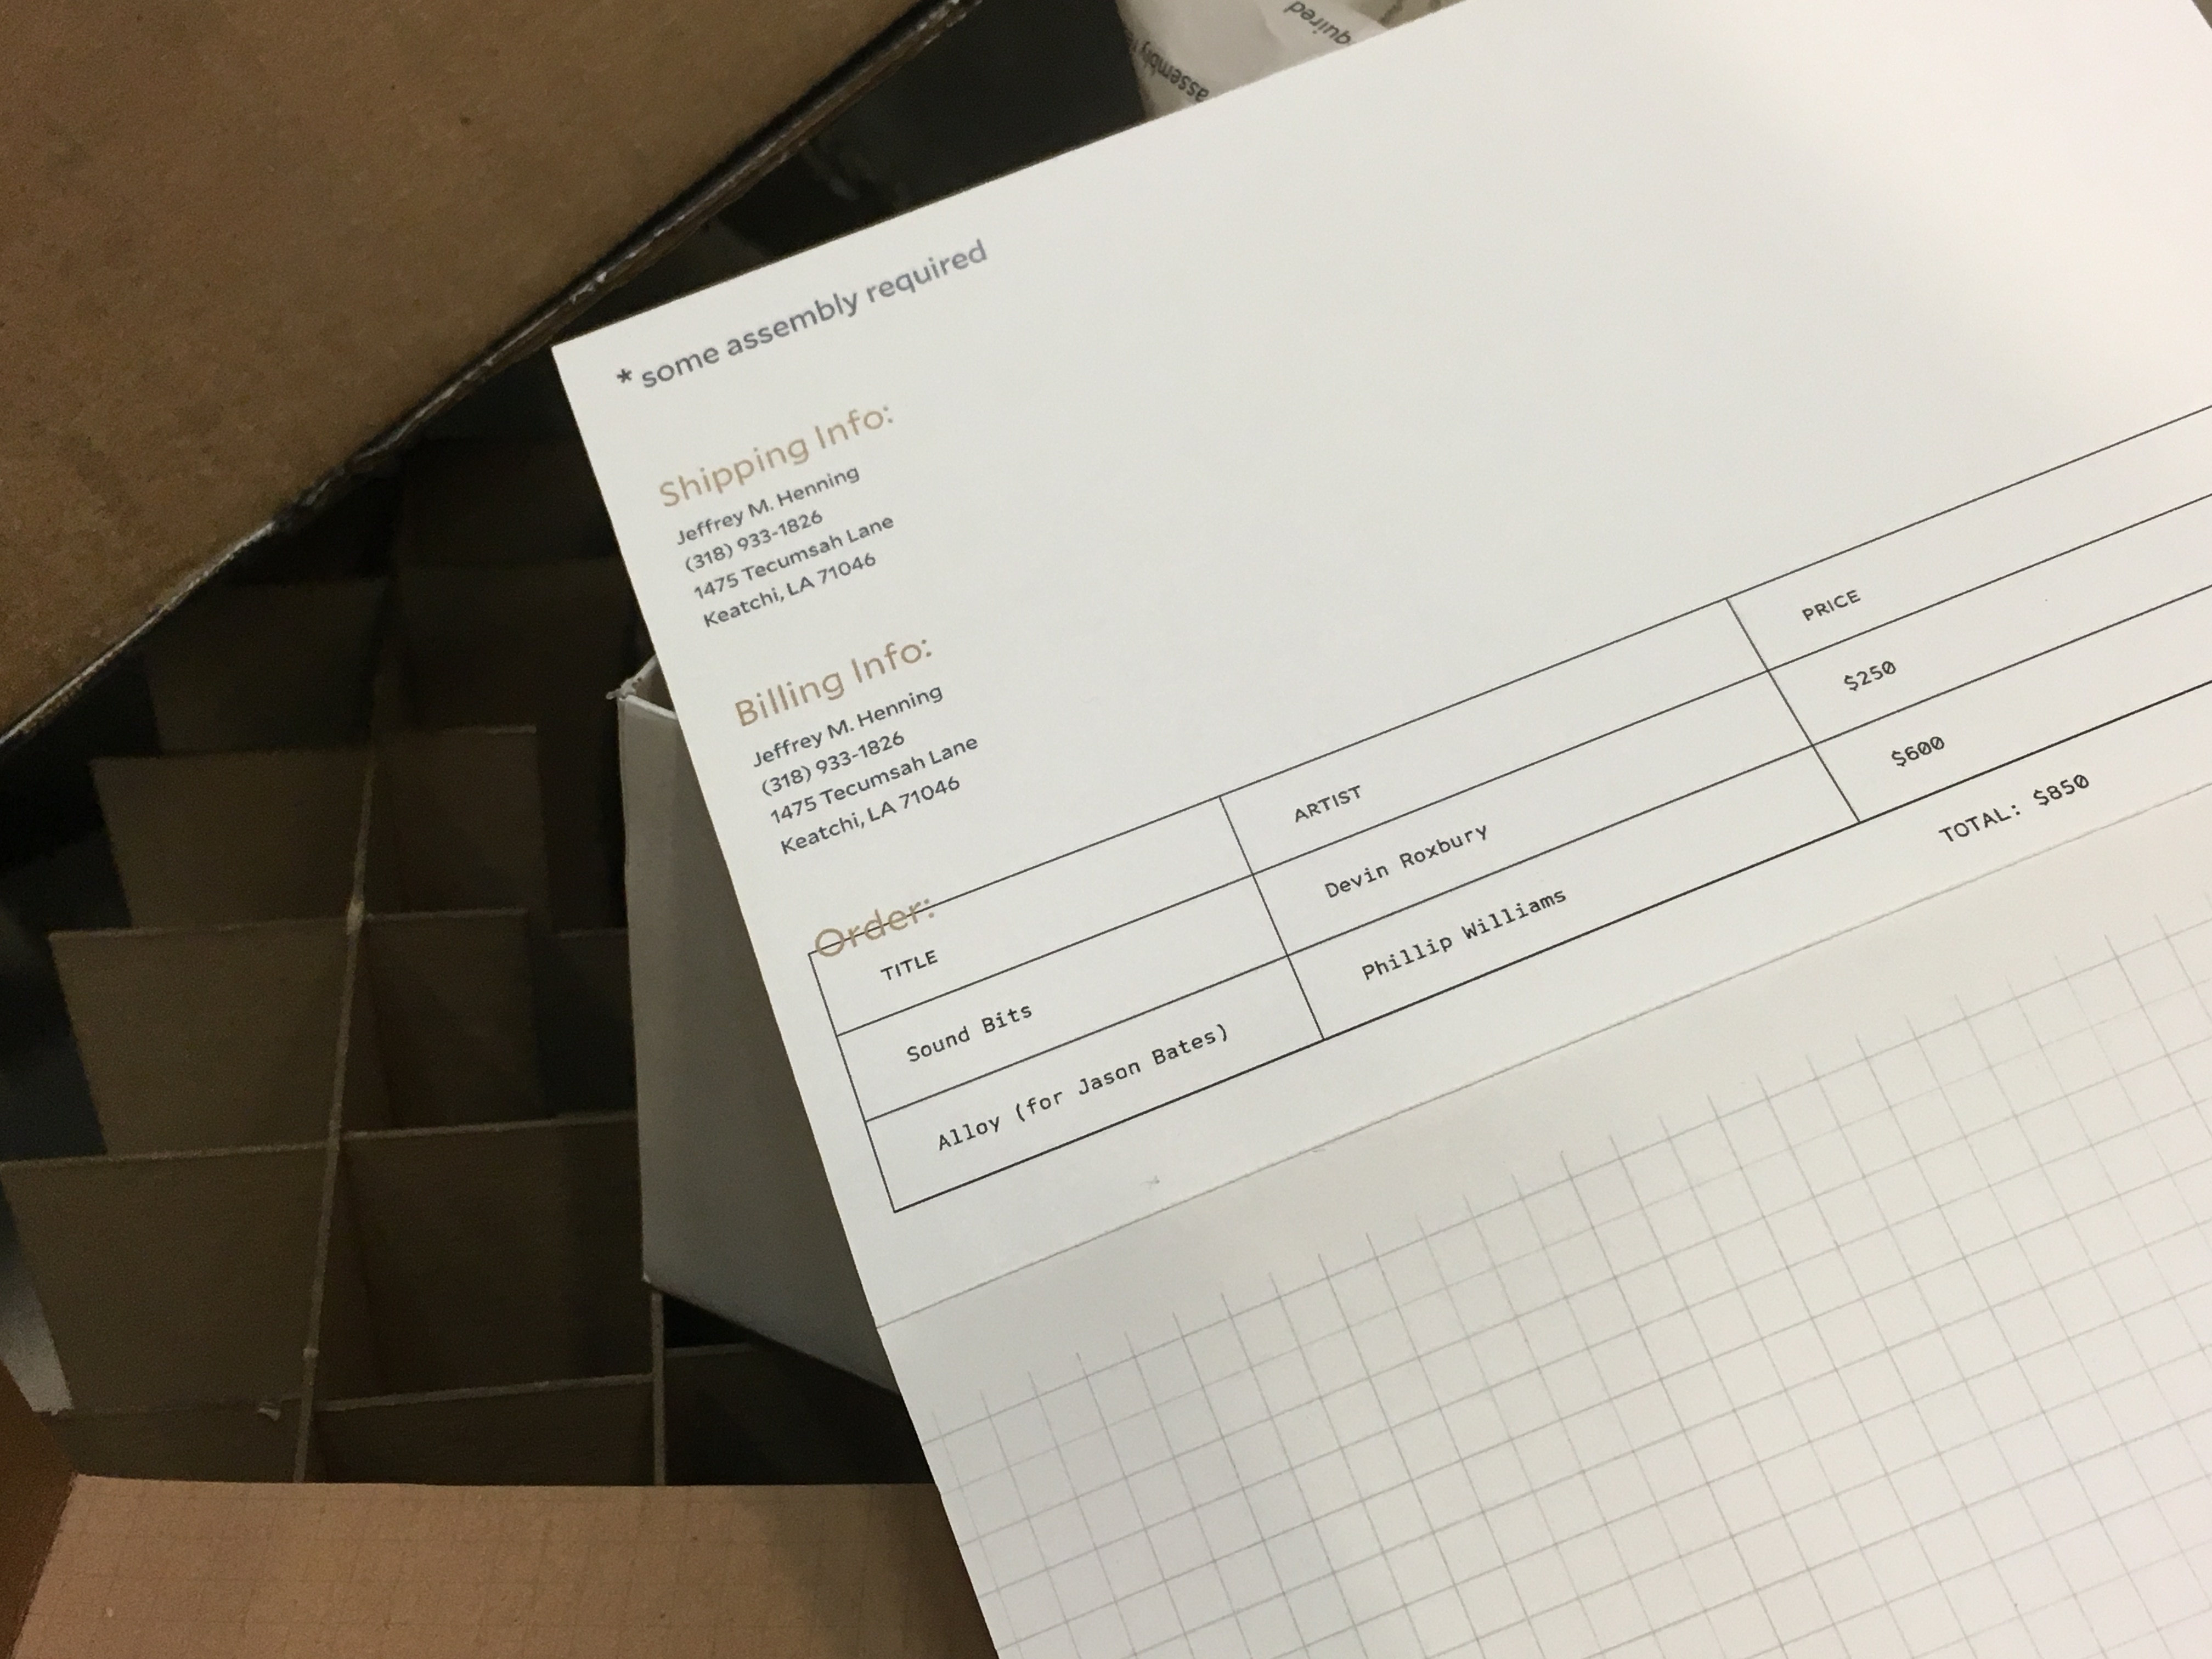 quired
assembly
* some assembly required
Shipping Info:
Jeffrey M. Henning
(318) 933-1826
1475 Tecumsah Lane
Keatchi, LA 71046
Billing Info:
Jeffrey M. Henning
(318) 933-1826
1475 Tecumsah Lane
Keatchi, LA 71046
Order:
TITLE ARTIST PRICE
Sound Bits Devin Roxbury $250
Alloy (for Jason Bates) Phillip Williams $600
TOTAL: $850